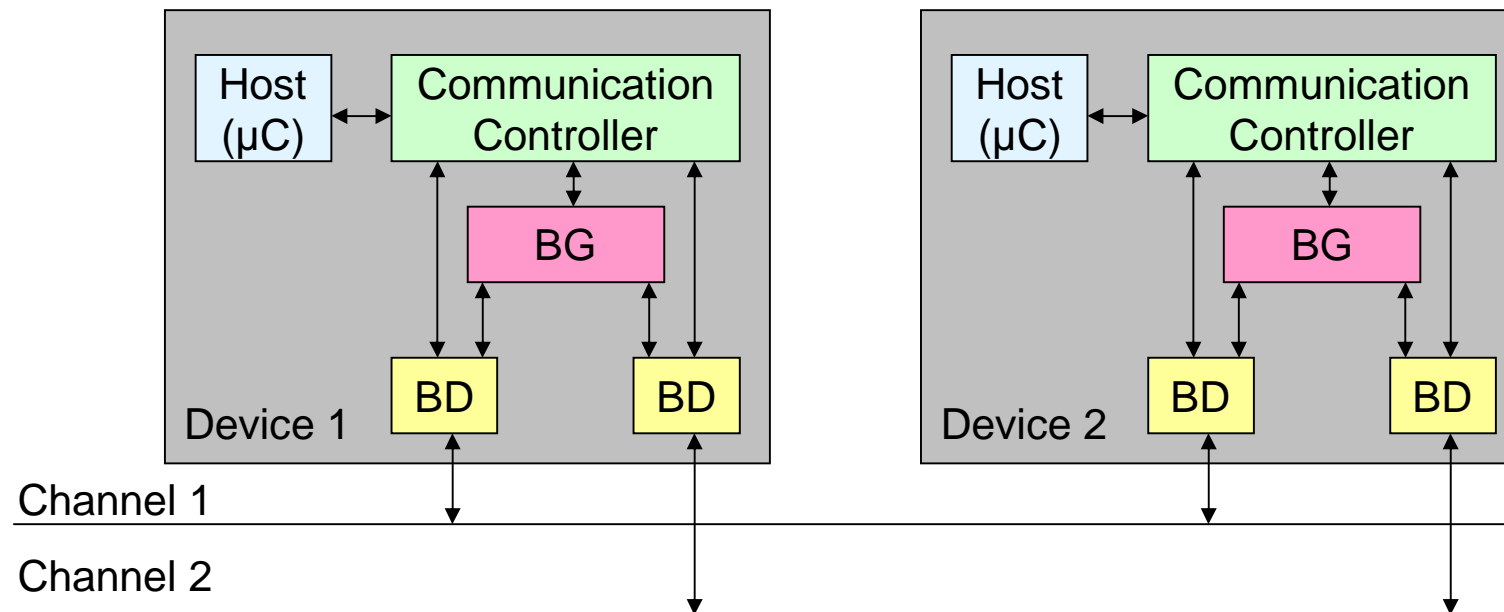 Host
(µC)
Communication
Controller
BG
BD
BD
Device 1
Host
(µC)
Communication
Controller
BG
BD
BD
Device 2
Channel 1
Channel 2